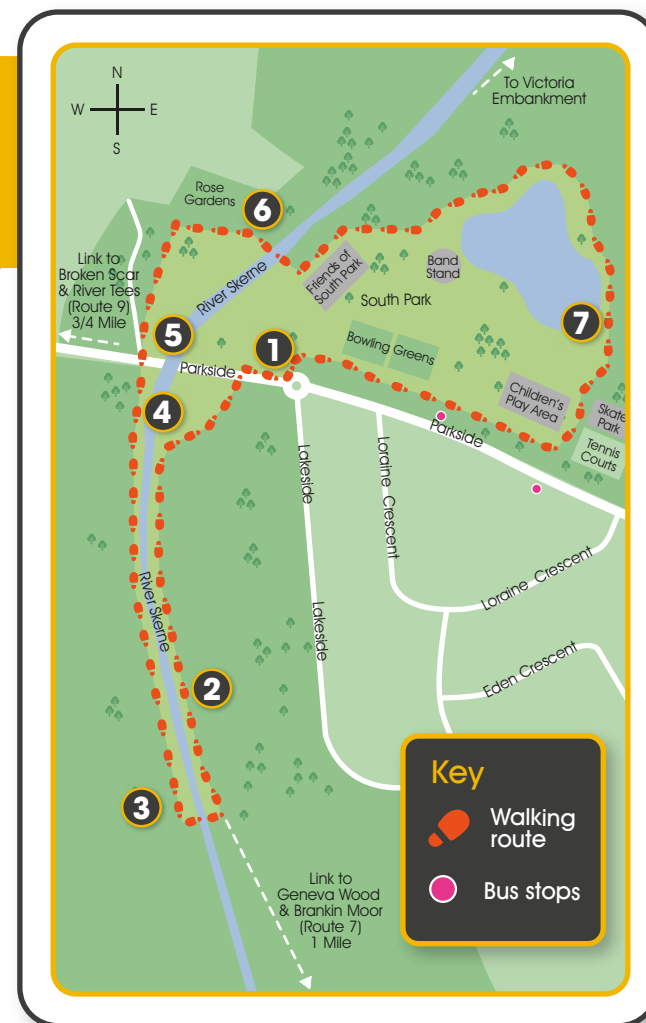 N
W
E
S
To Victoria
Embankment
Rose
Gardens
6
Link to
Broken Scar
& River Tees
(Route 9)
3/4 Mile
River Skerne
Friends of
South Park
Band
Stand
South Park
7
5
1
Bowling Greens
Parkside
4
Children's
Play Area
Skate
Park
Parkside
Tennis
Courts
Lakeside
Loraine Crescent
Loraine Crescent
River Skerne
Lakeside
Eden Crescent
2
3
Link to
Geneva Wood
& Brankin Moor
(Route 7)
1 Mile
Key
Walking
route
Bus stops